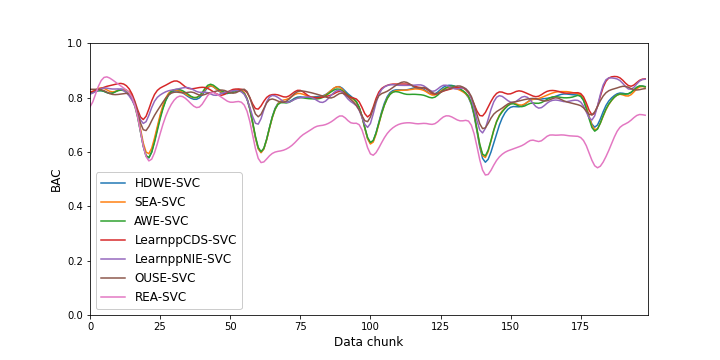 1.0
0.8
0.6
0.4
0.2
0.0
BAC
HDWE-SVC
SEA-SVC
AWE-SVC
LearnppCDS-SVC
LearnppNIE-SVC
OUSE-SVC
REA-SVC
0 25 50 75 100 125 150 175
Data chunk